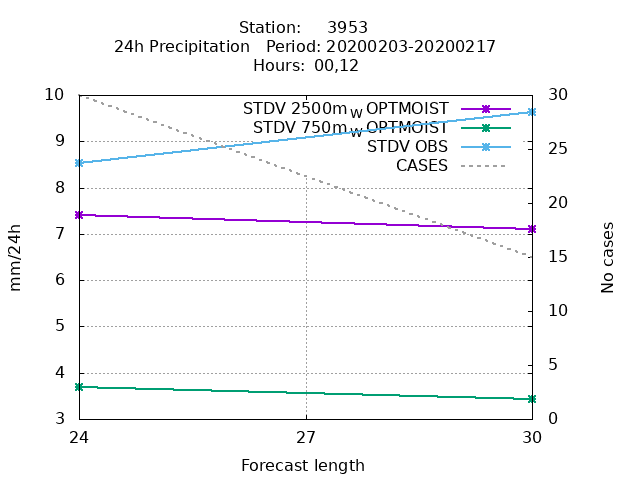 Station: 3953
24h Precipitation Period: 20200203-20200217
Hours: 00,12
10 30
STDV 2500m_W OPTMOIST
STDV 750m_W OPTMOIST
STDV OBS
CASES
9 25
8 20
7 15
6 10
5 5
4
3 0
mm/24h
No cases
24 27 30
Forecast length